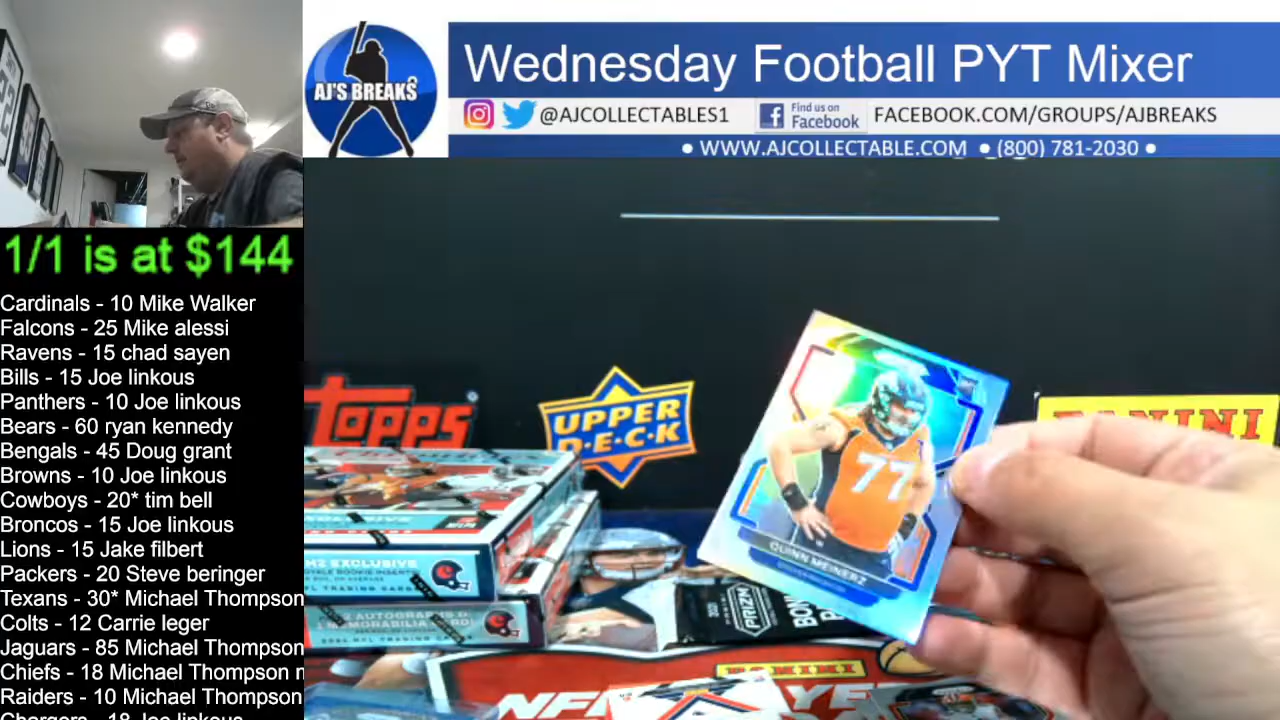 AJ'S BREAKS
Wednesday Football PYT Mixer
@AJCOLLECTABLES1
Find us on
Facebook
FACEBOOK.COM/GROUPS/AJBREAKS
• WWW.AJCOLLECTABLE.COM • (800) 781-2030 •
1/1 is at $144
Cardinals - 10 Mike Walker
Falcons - 25 Mike alessi
Ravens - 15 chad sayen
Bills - 15 Joe linkous
Panthers - 10 Joe linkous
Bears - 60 ryan kennedy
Bengals - 45 Doug grant
Browns - 10 Joe linkous
Cowboys - 20* tim bell
Broncos - 15 Joe linkous
Lions - 15 Jake filbert
Packers - 20 Steve beringer
Texans - 30* Michael Thompson
Colts - 12 Carrie leger
Jaguars - 85 Michael Thompson
Chiefs - 18 Michael Thompson n
Raiders - 10 Michael Thompson
Chargers - 18 Joe linkous
Topps
UPPER
D·E·C·K
PANINI
77
QUINN MEINERZ
PRIZM
PANINI